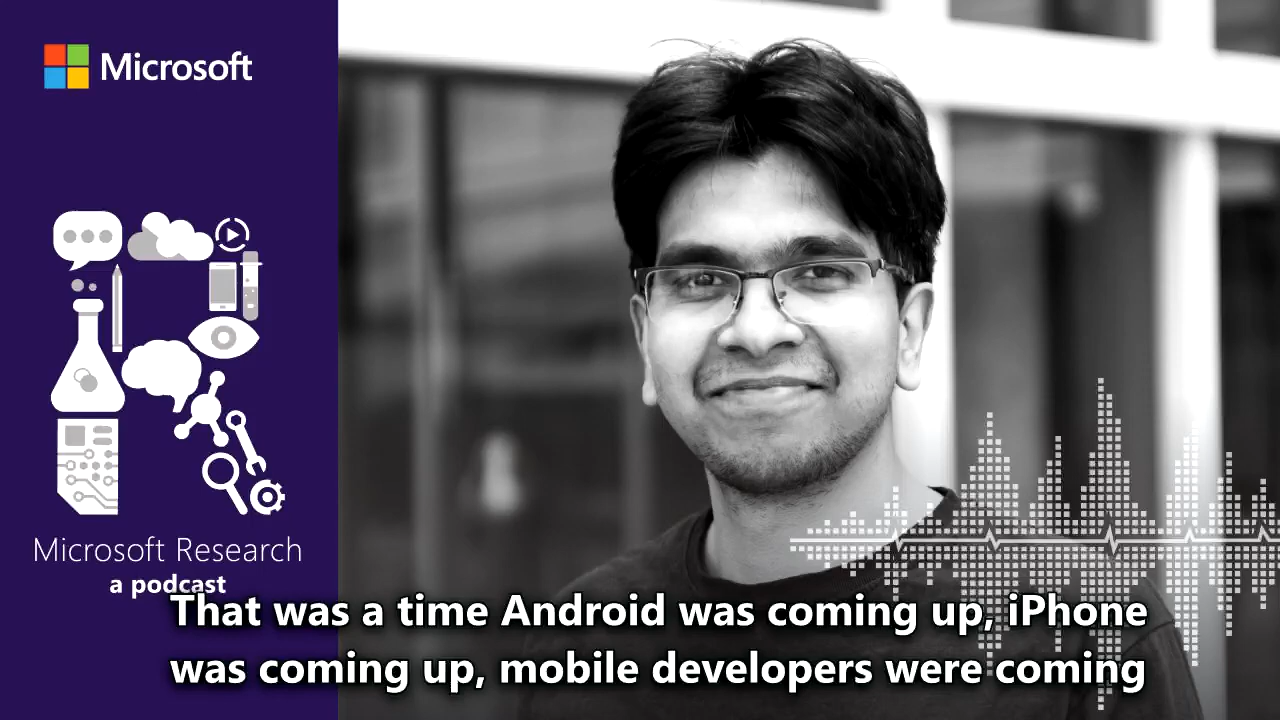 Microsoft
Microsoft Research
a podcast
That was a time Android was coming up, iPhone
was coming up, mobile developers were coming